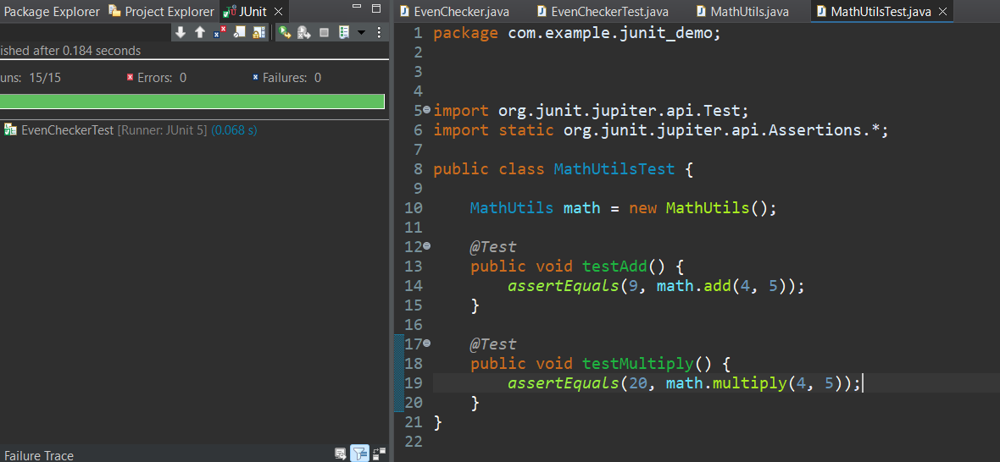 Package Explorer Project Explorer JUnit
ished after 0.184 seconds
uns: 15/15 Errors: 0 Failures: 0
EvenCheckerTest [Runner: JUnit 5] (0.068 s)
Failure Trace
EvenChecker.java EvenCheckerTest.java MathUtils.java MathUtilsTest.java
1 package com.example.junit_demo;
2
3
4
5 import org.junit.jupiter.api.Test;
6 import static org.junit.jupiter.api.Assertions.*;
7
8 public class MathUtilsTest {
9
10     MathUtils math = new MathUtils();
11
12     @Test
13     public void testAdd() {
14         assertEquals(9, math.add(4, 5));
15     }
16
17     @Test
18     public void testMultiply() {
19         assertEquals(20, math.multiply(4, 5));
20     }
21 }
22